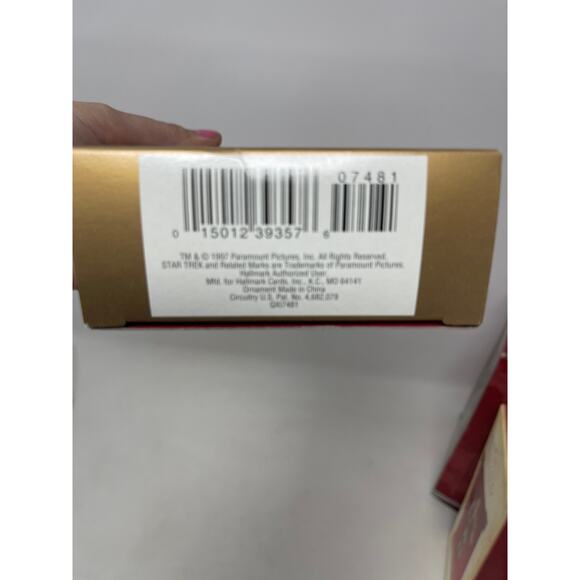 07481
0 15012 39357 6
TM & © 1997 Paramount Pictures, Inc. All Rights Reserved.
STAR TREK and Related Marks are Trademarks of Paramount Pictures.
Hallmark Authorized User.
Mfd. for Hallmark Cards, Inc., K.C., MO 64141
Ornament Made in China
Circuitry U.S. Pat. No. 4,682,079
QXI7481